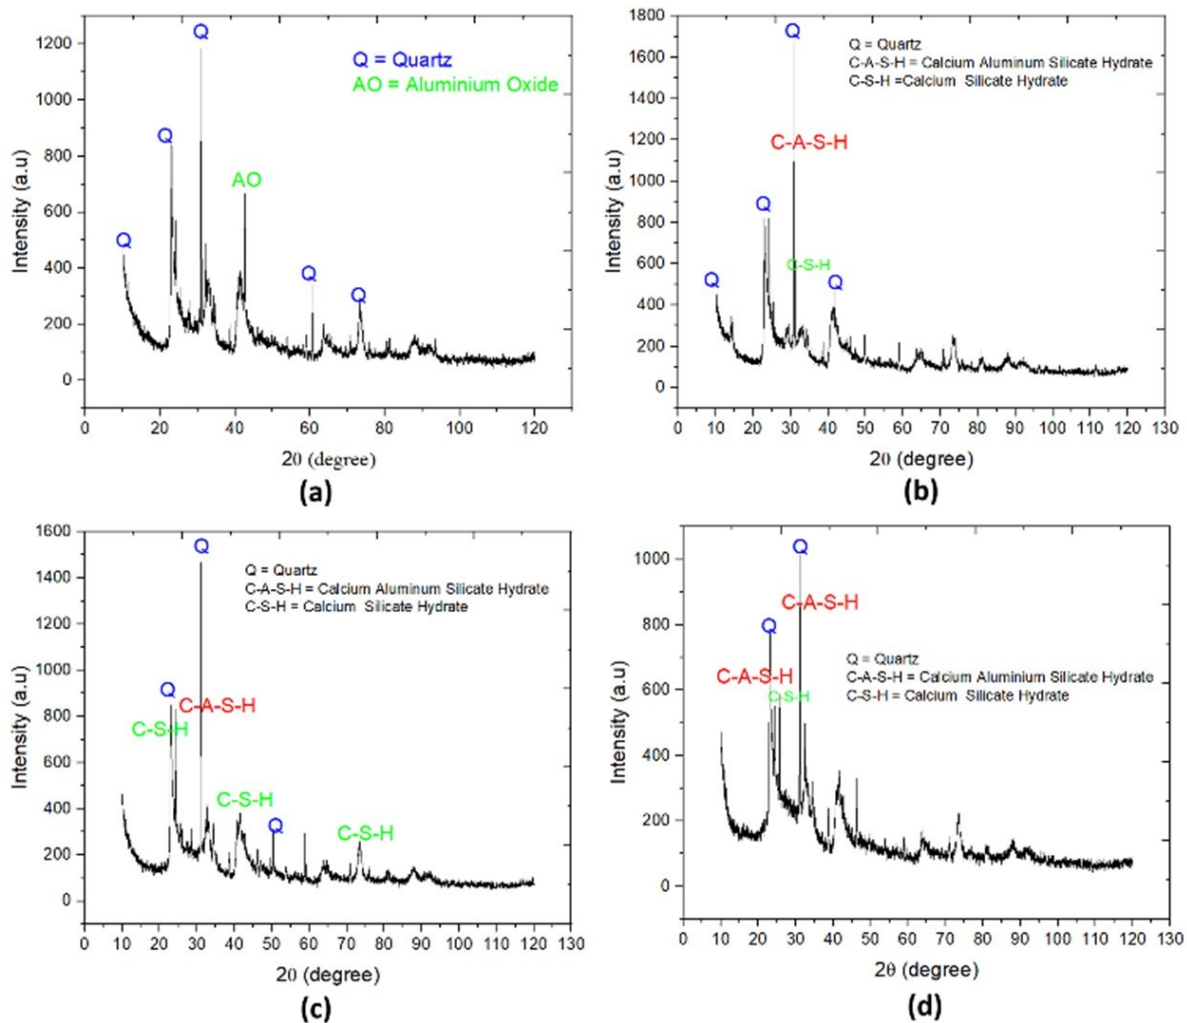 Q
Q = Quartz
AO = Aluminium Oxide
Q
AO
Q
Q
Q
1200
1000
800
600
400
200
0
Intensity (a.u)
0 20 40 60 80 100 120
2θ (degree)
(a)
1800
1600
1400
1200
1000
800
600
400
200
0
Intensity (a.u)
Q
Q = Quartz
C-A-S-H = Calcium Aluminum Silicate Hydrate
C-S-H =Calcium Silicate Hydrate
C-A-S-H
Q
C-S-H
Q
Q
0 10 20 30 40 50 60 70 80 90 100 110 120 130
2θ (degree)
(b)
1600
1400
1200
1000
800
600
400
200
0
Intensity (a.u)
Q
Q = Quartz
C-A-S-H = Calcium Aluminum Silicate Hydrate
C-S-H = Calcium Silicate Hydrate
Q
C-A-S-H
C-S-H
C-S-H
Q
C-S-H
0 10 20 30 40 50 60 70 80 90 100 110 120 130
2θ (degree)
(c)
1000
800
600
400
200
0
Intensity (a.u)
Q
C-A-S-H
Q
Q = Quartz
C-A-S-H = Calcium Aluminium Silicate Hydrate
C-S-H = Calcium Silicate Hydrate
C-A-S-H
C-S-H
0 10 20 30 40 50 60 70 80 90 100 110 120 130
2θ (degree)
(d)